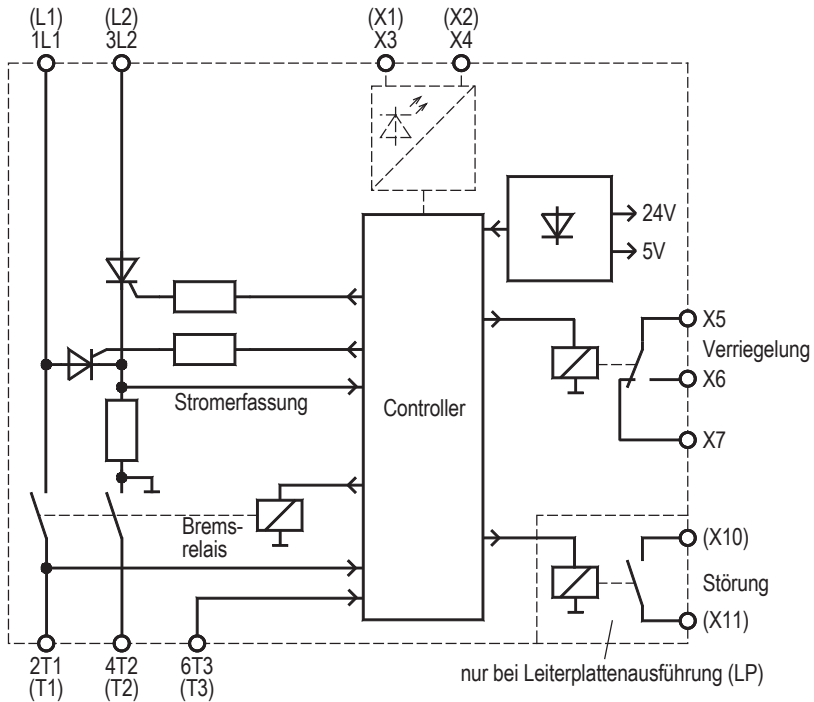 (L1) (L2) (X1) (X2)
1L1 3L2 X3 X4
24V
5V
X5
Verriegelung
X6
Stromerfassung
Controller
X7
Brems-
relais
(X10)
Störung
(X11)
2T1 4T2 6T3
(T1) (T2) (T3)
nur bei Leiterplattenausführung (LP)